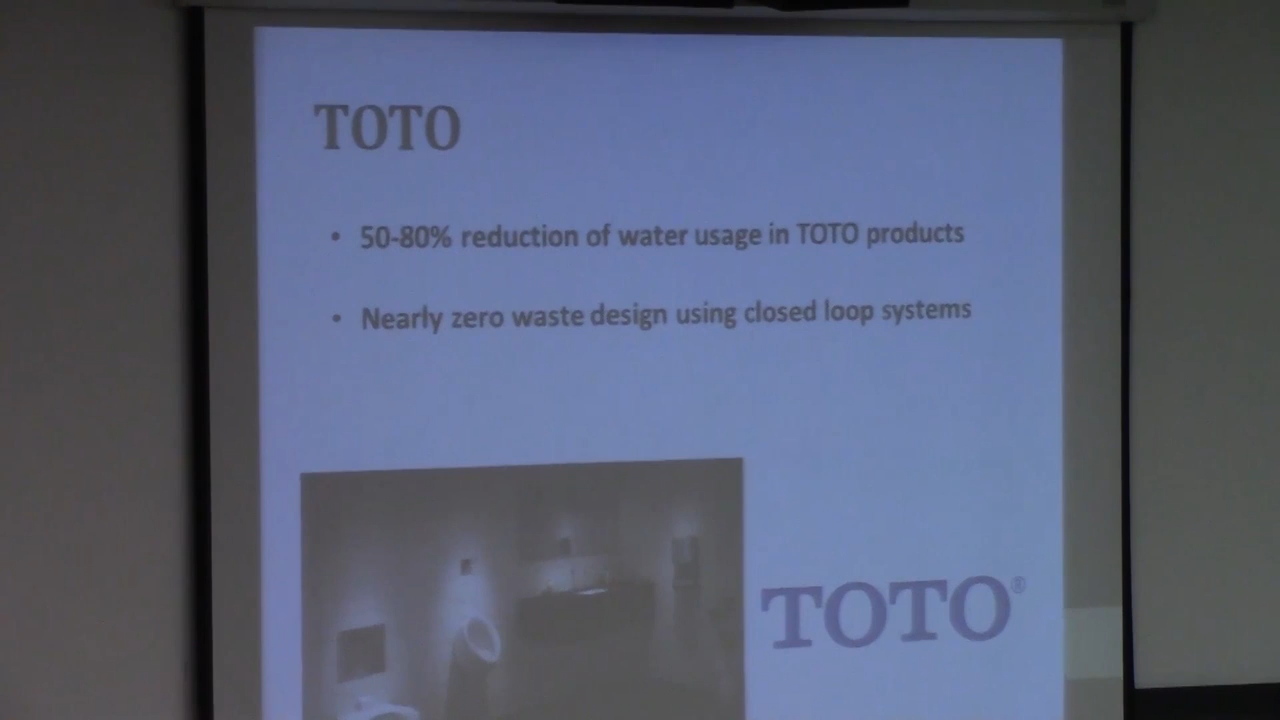 TOTO
• 50-80% reduction of water usage in TOTO products
• Nearly zero waste design using closed loop systems
TOTO®